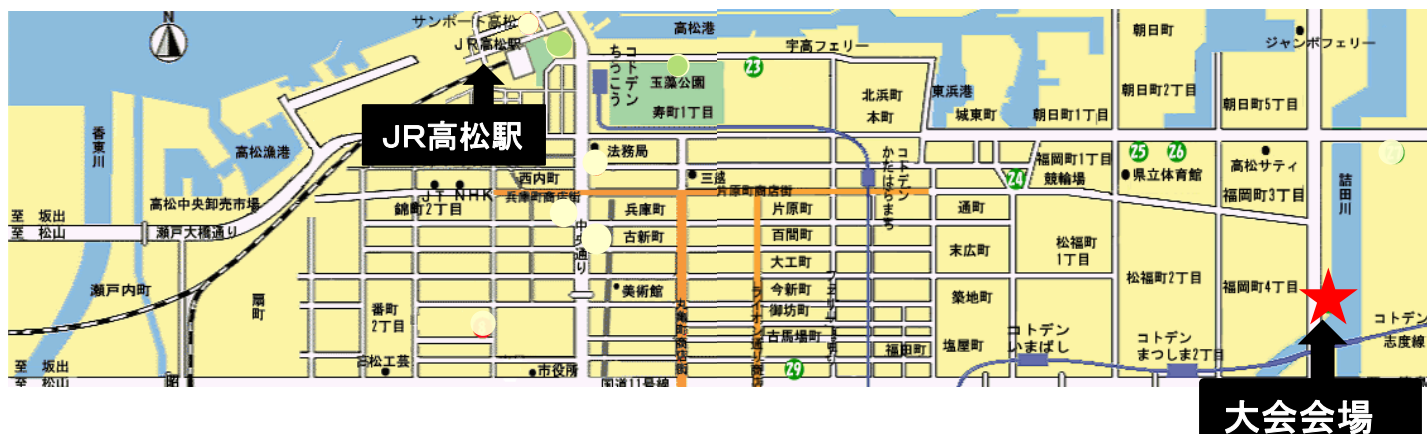 N
サンポート高松
JR高松駅
高松港
宇高フェリー
朝日町
ジャンボフェリー
コトデン
ちっこう
玉藻公園
寿町1丁目
23
北浜町
本町
東浜港
城東町
朝日町1丁目
朝日町2丁目
朝日町5丁目
JR高松駅
香東川
高松漁港
法務局
西内町
三越
コトデン
かたはらまち
福岡町1丁目
競輪場
24
25
26
県立体育館
高松サティ
福岡町3丁目
詰田川
高松中央卸売市場
JT
NHK
錦町2丁目
兵庫町商店街
片原町商店街
至 坂出
至 松山
瀬戸大橋通り
中央通り
兵庫町
片原町
通町
古新町
百間町
末広町
松福町
1丁目
大工町
松福町2丁目
福岡町4丁目
瀬戸内町
扇町
番町
2丁目
美術館
丸亀町商店街
ライオン通り商店
今新町
御坊町
古馬場町
築地町
福田町
塩屋町
コトデン
いまばし
コトデン
まつしま2丁目
コトデン
志度線
高松工芸
市役所
29
国道11号線
至 坂出
至 松山
大会会場